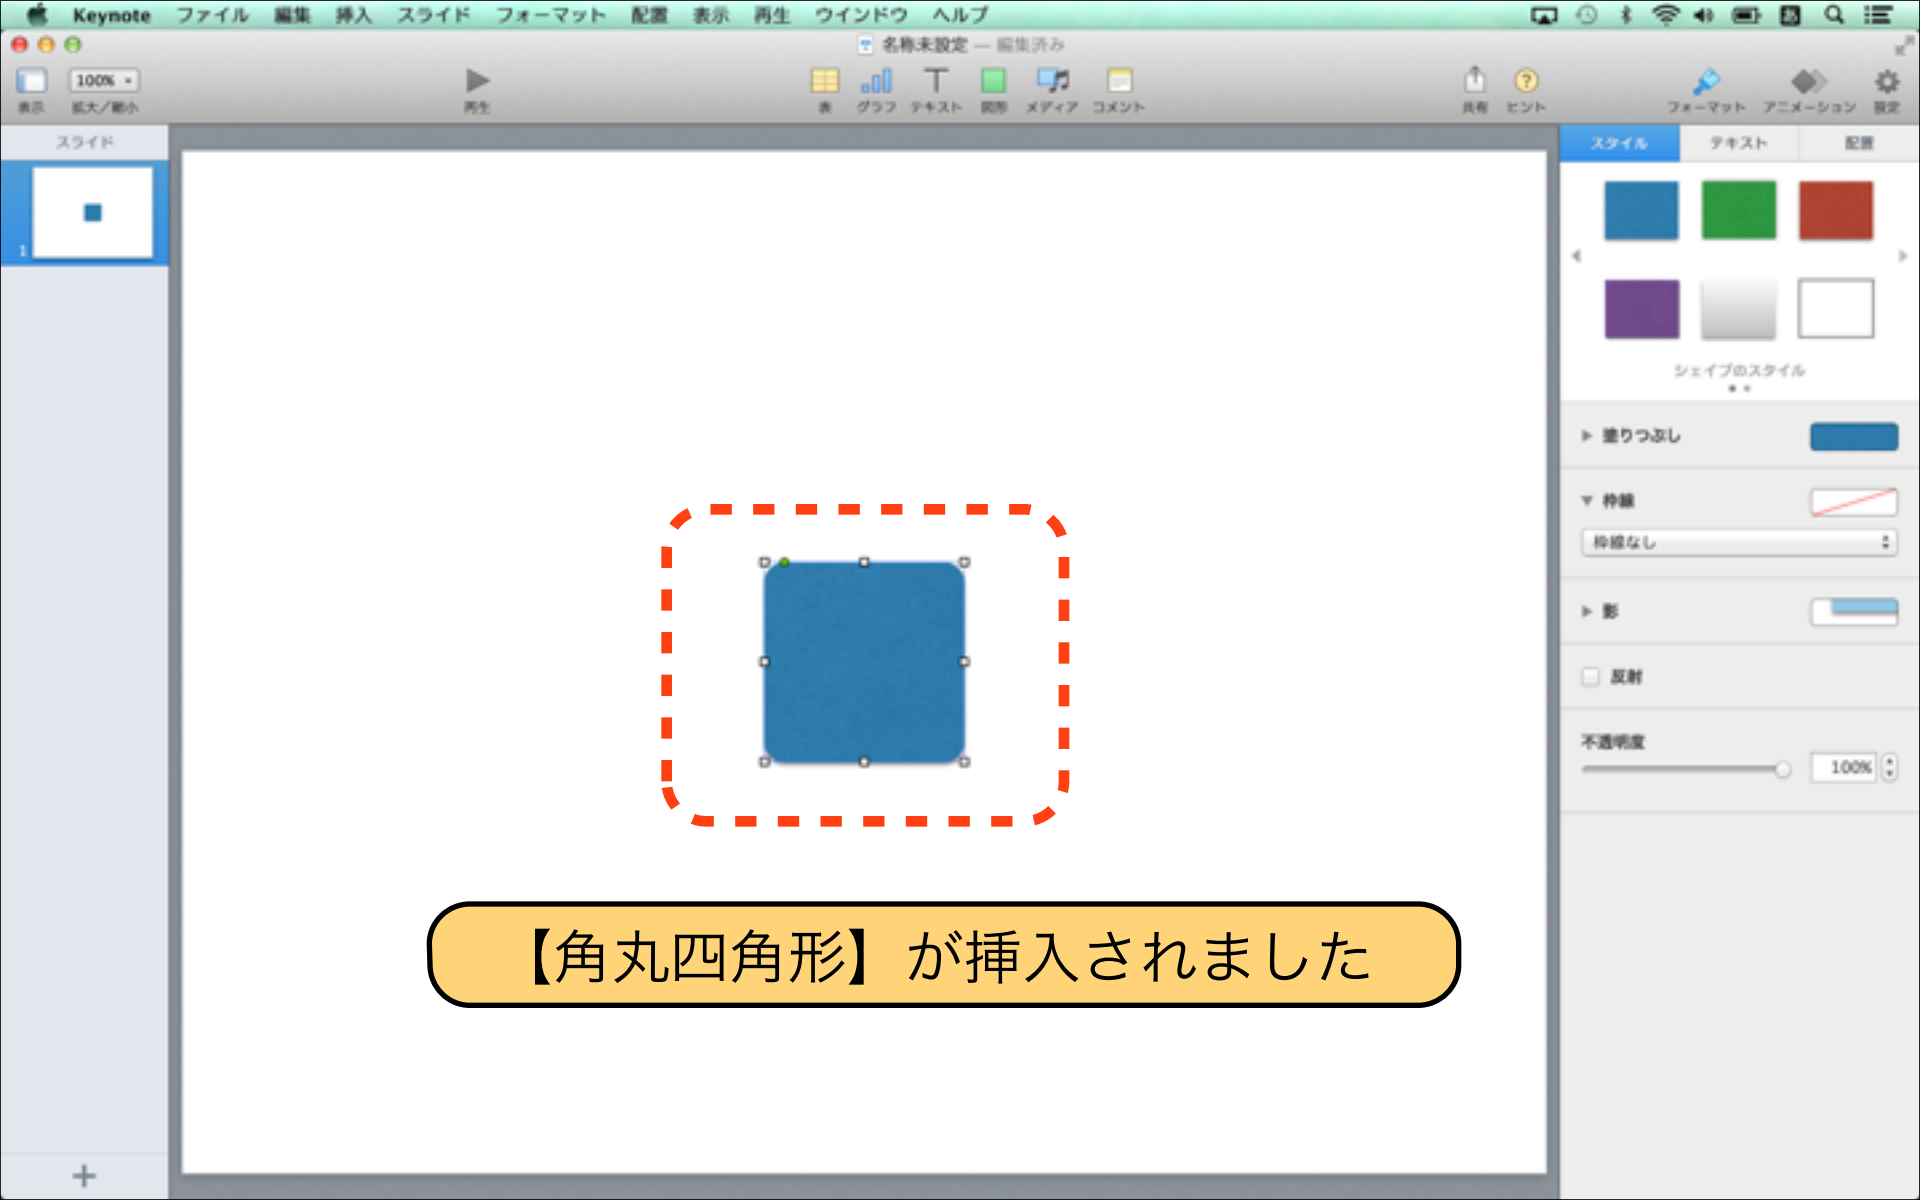 Keynote ファイル 編集 挿入 スライド フォーマット 配置 表示 再生 ウインドウ ヘルプ
名称未設定 — 編集済み
100%
表示 拡大/縮小 再生 表 グラフ テキスト 図形 メディア コメント 共有 ヒント フォーマット アニメーション 設定
スライド
1
スタイル テキスト 配置
シェイプのスタイル
塗りつぶし
枠線
枠線なし
影
反射
不透明度
100%
【角丸四角形】が挿入されました